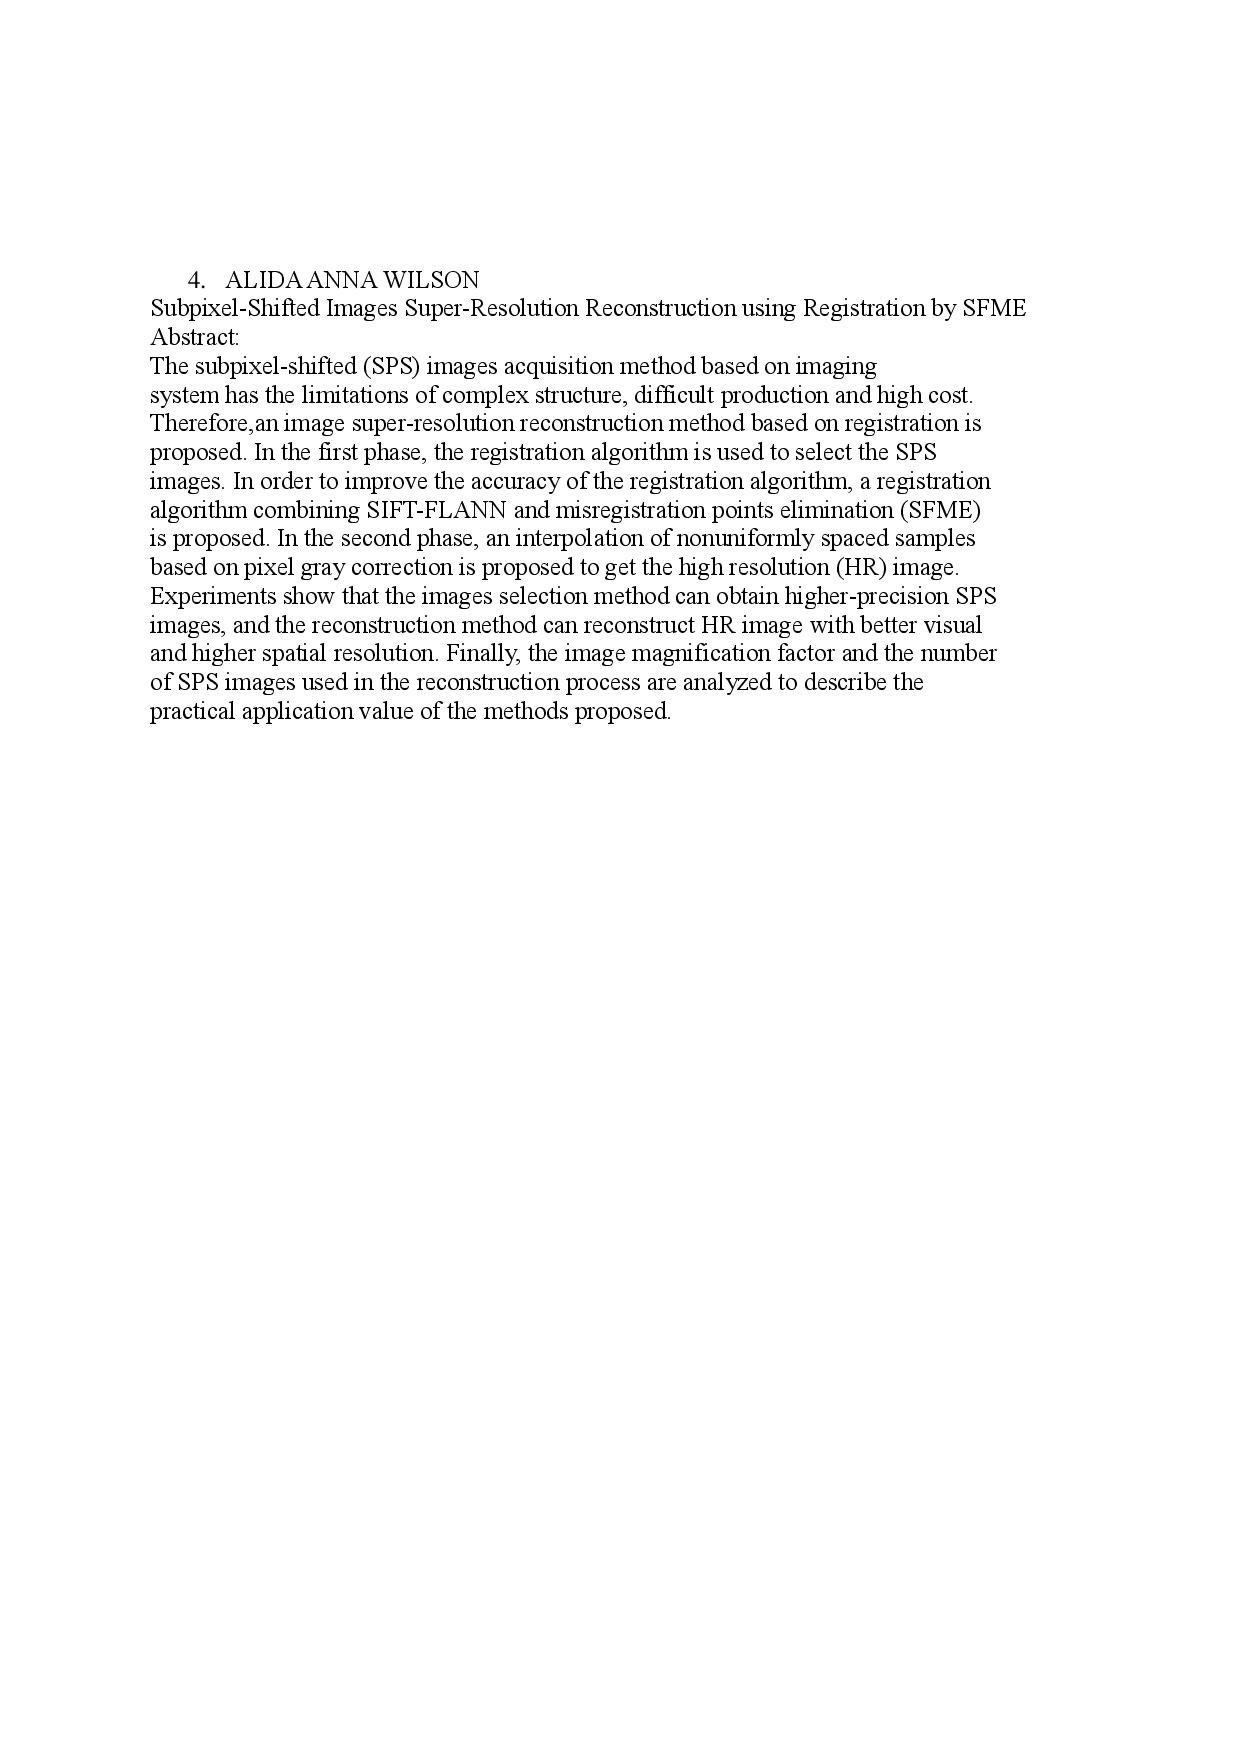 4. ALIDA ANNA WILSON
Subpixel-Shifted Images Super-Resolution Reconstruction using Registration by SFME
Abstract:
The subpixel-shifted (SPS) images acquisition method based on imaging
system has the limitations of complex structure, difficult production and high cost.
Therefore,an image super-resolution reconstruction method based on registration is
proposed. In the first phase, the registration algorithm is used to select the SPS
images. In order to improve the accuracy of the registration algorithm, a registration
algorithm combining SIFT-FLANN and misregistration points elimination (SFME)
is proposed. In the second phase, an interpolation of nonuniformly spaced samples
based on pixel gray correction is proposed to get the high resolution (HR) image.
Experiments show that the images selection method can obtain higher-precision SPS
images, and the reconstruction method can reconstruct HR image with better visual
and higher spatial resolution. Finally, the image magnification factor and the number
of SPS images used in the reconstruction process are analyzed to describe the
practical application value of the methods proposed.